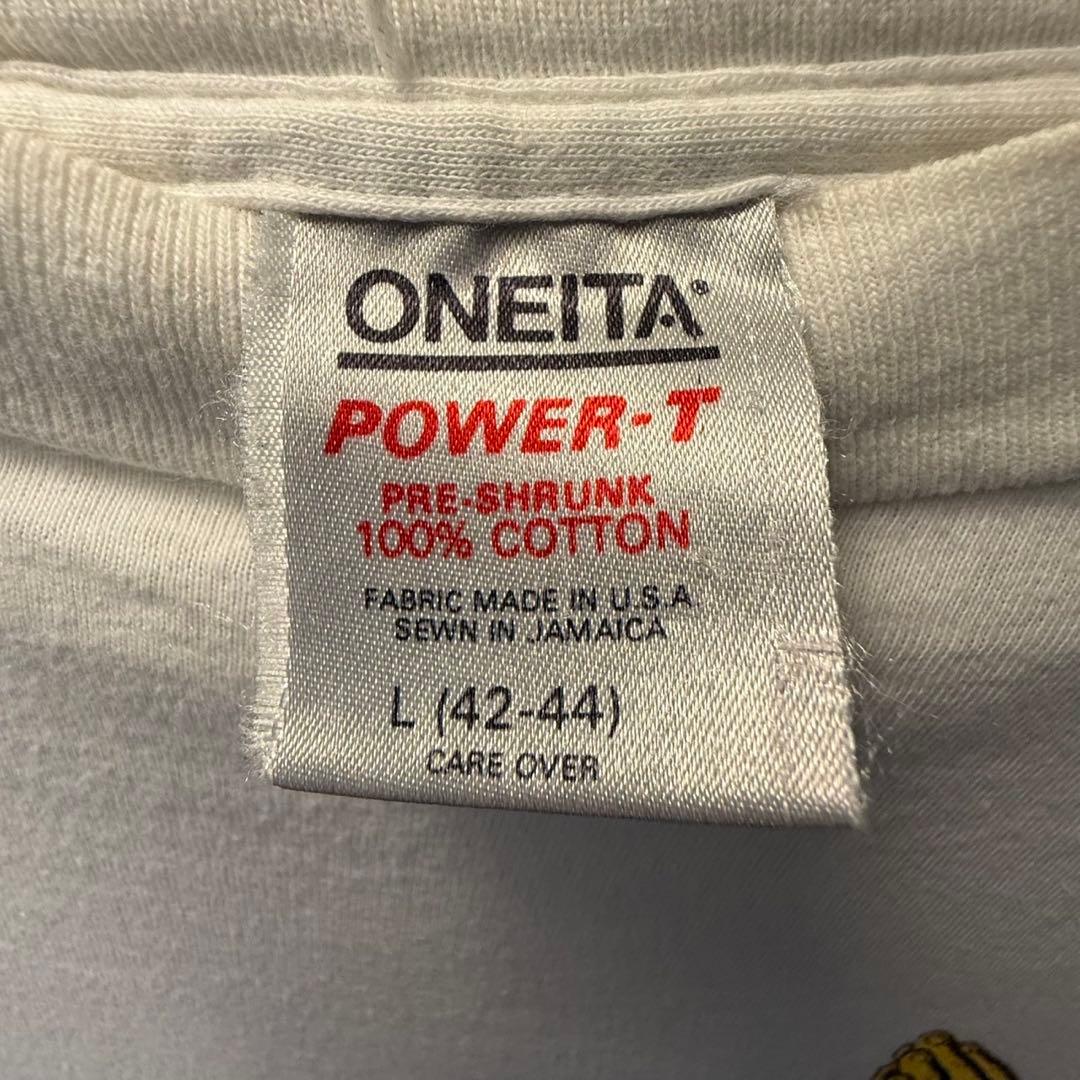 ONEITA®
POWER-T
PRE-SHRUNK
100% COTTON
FABRIC MADE IN U.S.A.
SEWN IN JAMAICA
L (42-44)
CARE OVER